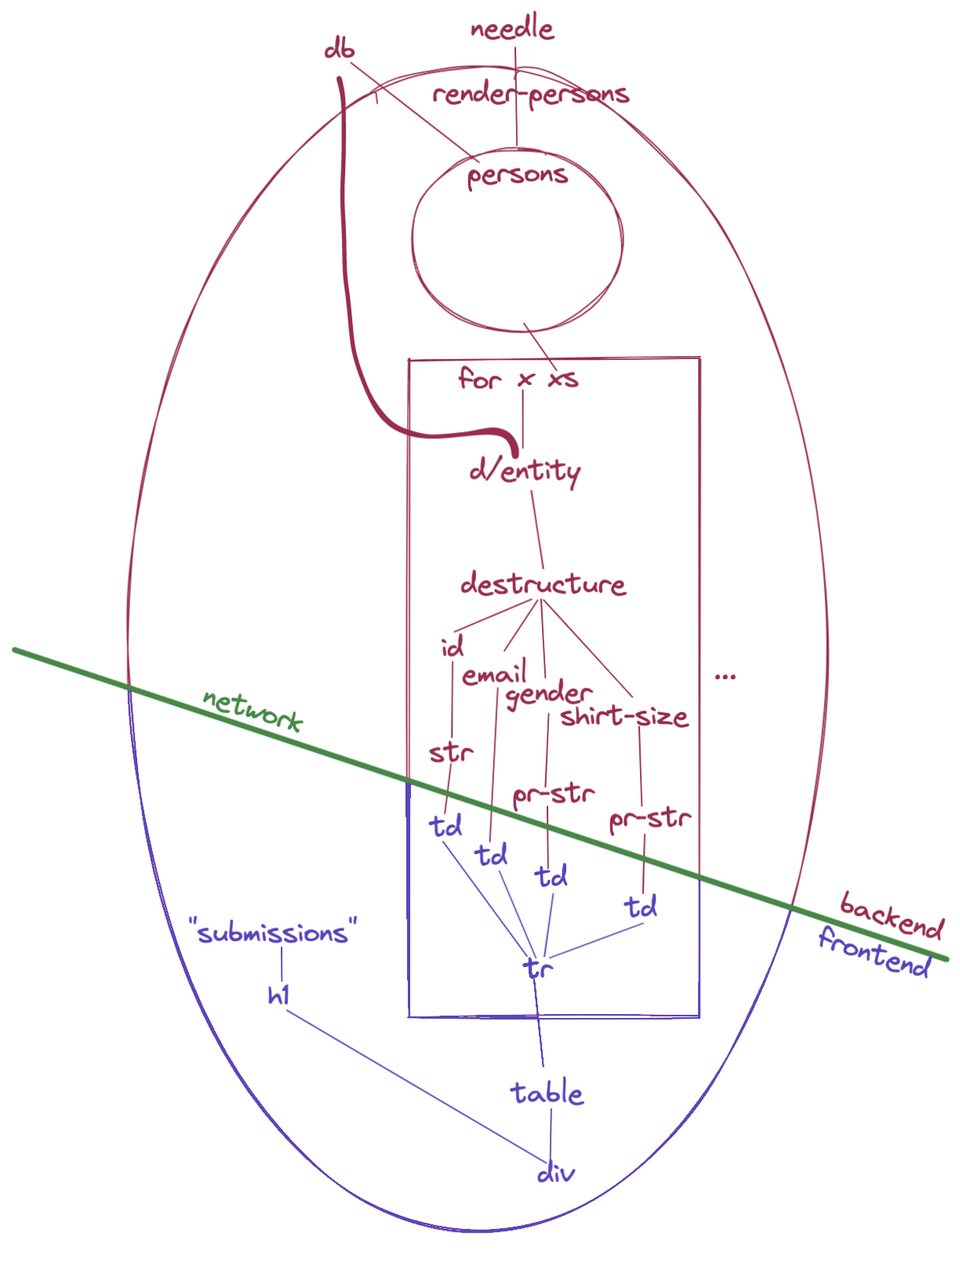 needle
db
render-persons
persons
for x xs
d/entity
destructure
id
email
gender
shirt-size
...
network
str
pr-str
pr-str
td
td
td
td
backend
frontend
"submissions"
tr
h1
table
div